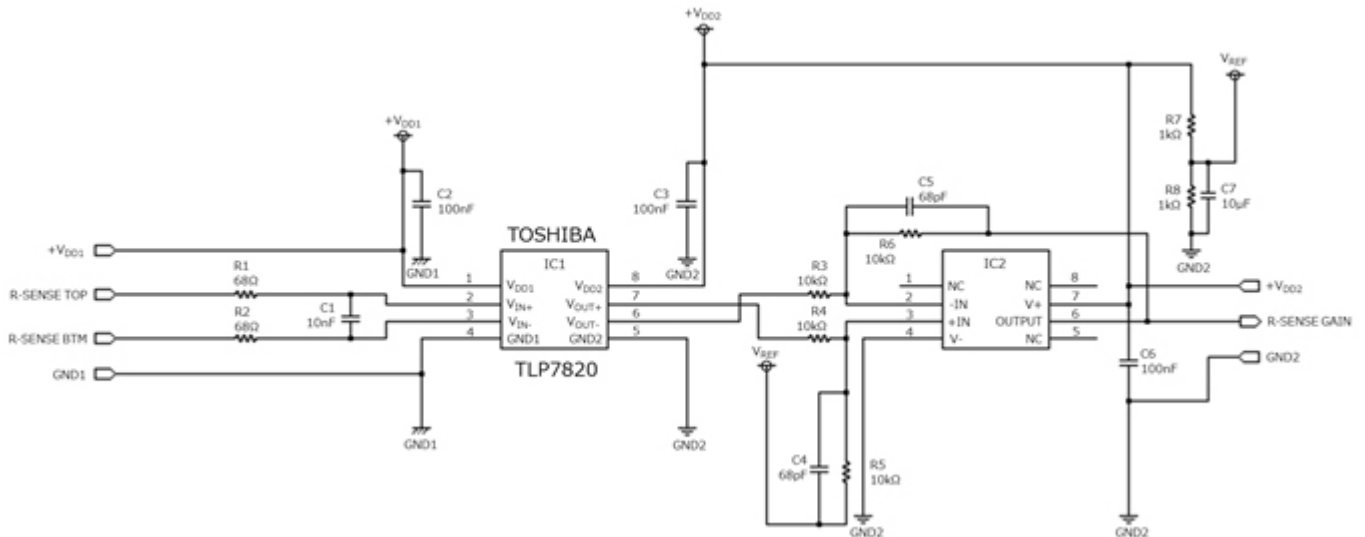 +VDD2
VREF
+VDD1
R7
1kΩ
C5
68pF
R8
1kΩ
C7
10μF
C2
100nF
C3
100nF
TOSHIBA
R6
10kΩ
+VDD1
GND1
GND2
GND2
IC1
IC2
R1
68Ω
R3
10kΩ
1
VDD1
VDD2
8
1
NC
NC
8
+VDD2
R-SENSE TOP
2
VIN+
VOUT+
7
2
-IN
V+
7
C1
10nF
R2
68Ω
R4
10kΩ
3
VIN-
VOUT-
6
3
+IN
OUTPUT
6
R-SENSE GAIN
R-SENSE BTM
4
GND1
GND2
5
4
V-
NC
5
VREF
C6
100nF
GND2
GND1
TLP7820
GND1
GND2
C4
68pF
R5
10kΩ
GND2
GND2